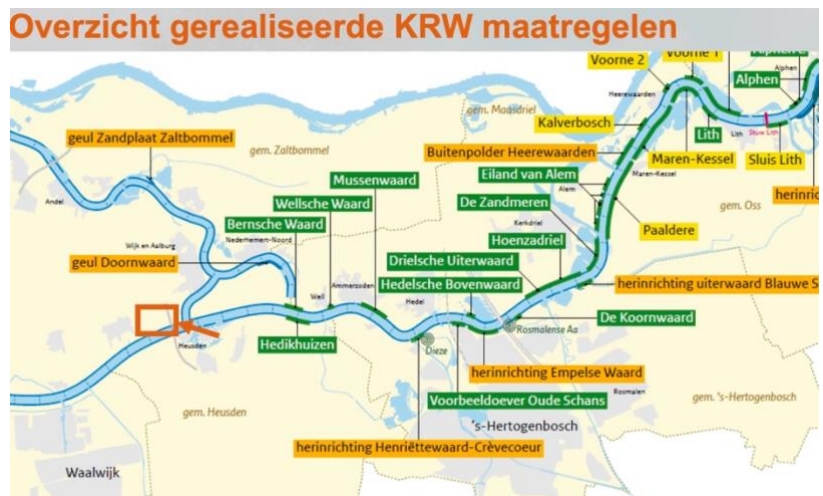 Overzicht gerealiseerde KRW maatregelen
Voorne 2
Voorne 1
Alphen
Alphen
Heerewaarden
gem. Maasdriel
Kalverbosch
Lith
Lith
Sluis Lith
geul Zandplaat Zaltbommel
gem. Zaltbommel
Buitenpolder Heerewaarden
Maren-Kessel
Sluis Lith
Maren-Kessel
Eiland van Alem
Mussenwaard
Alem
Andel
Wellsche Waard
De Zandmeren
gem. Oss
Bernsche Waard
Kerkdriel
Paaldere
Wijk en Aalburg
Nederhemert-Noord
Hoenzadriel
geul Doornwaard
Drielsche Uiterwaard
Ammerzoden
Hedelsche Bovenwaard
herinrichting uiterwaard Blauwe S
Well
Hedel
De Koornwaard
Rosmalense Aa
Heusden
Hedikhuizen
Dieze
herinrichting Empelse Waard
Rosmalen
gem. 's-Hertogenbosch
Voorbeeldoever Oude Schans
gem. Heusden
's-Hertogenbosch
herinrichting Henriëttewaard-Crèvecoeur
Waalwijk